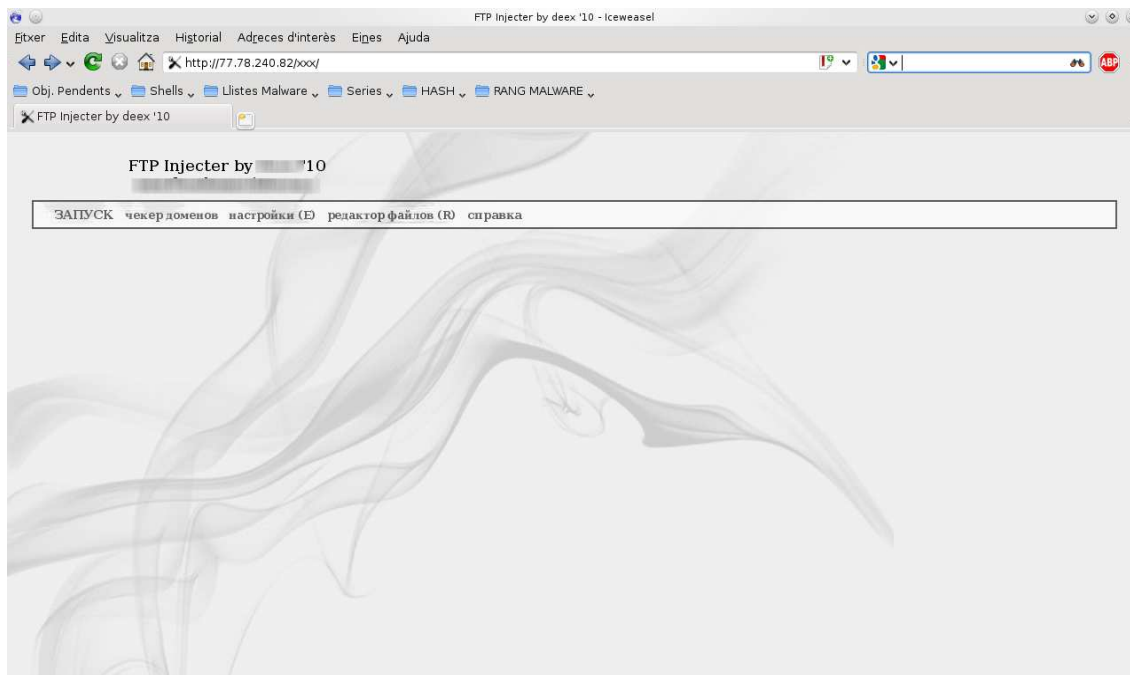 FTP Injecter by deex '10 - Iceweasel
Fitxer Edita Visualitza Historial Adreces d'interès Eines Ajuda
http://77.78.240.82/xxx/
ABP
Obj. Pendents Shells Llistes Malware Series HASH RANG MALWARE
FTP Injecter by deex '10
FTP Injecter by '10
ЗАПУСК чекер доменов настройки (E) редактор файлов (R) справка